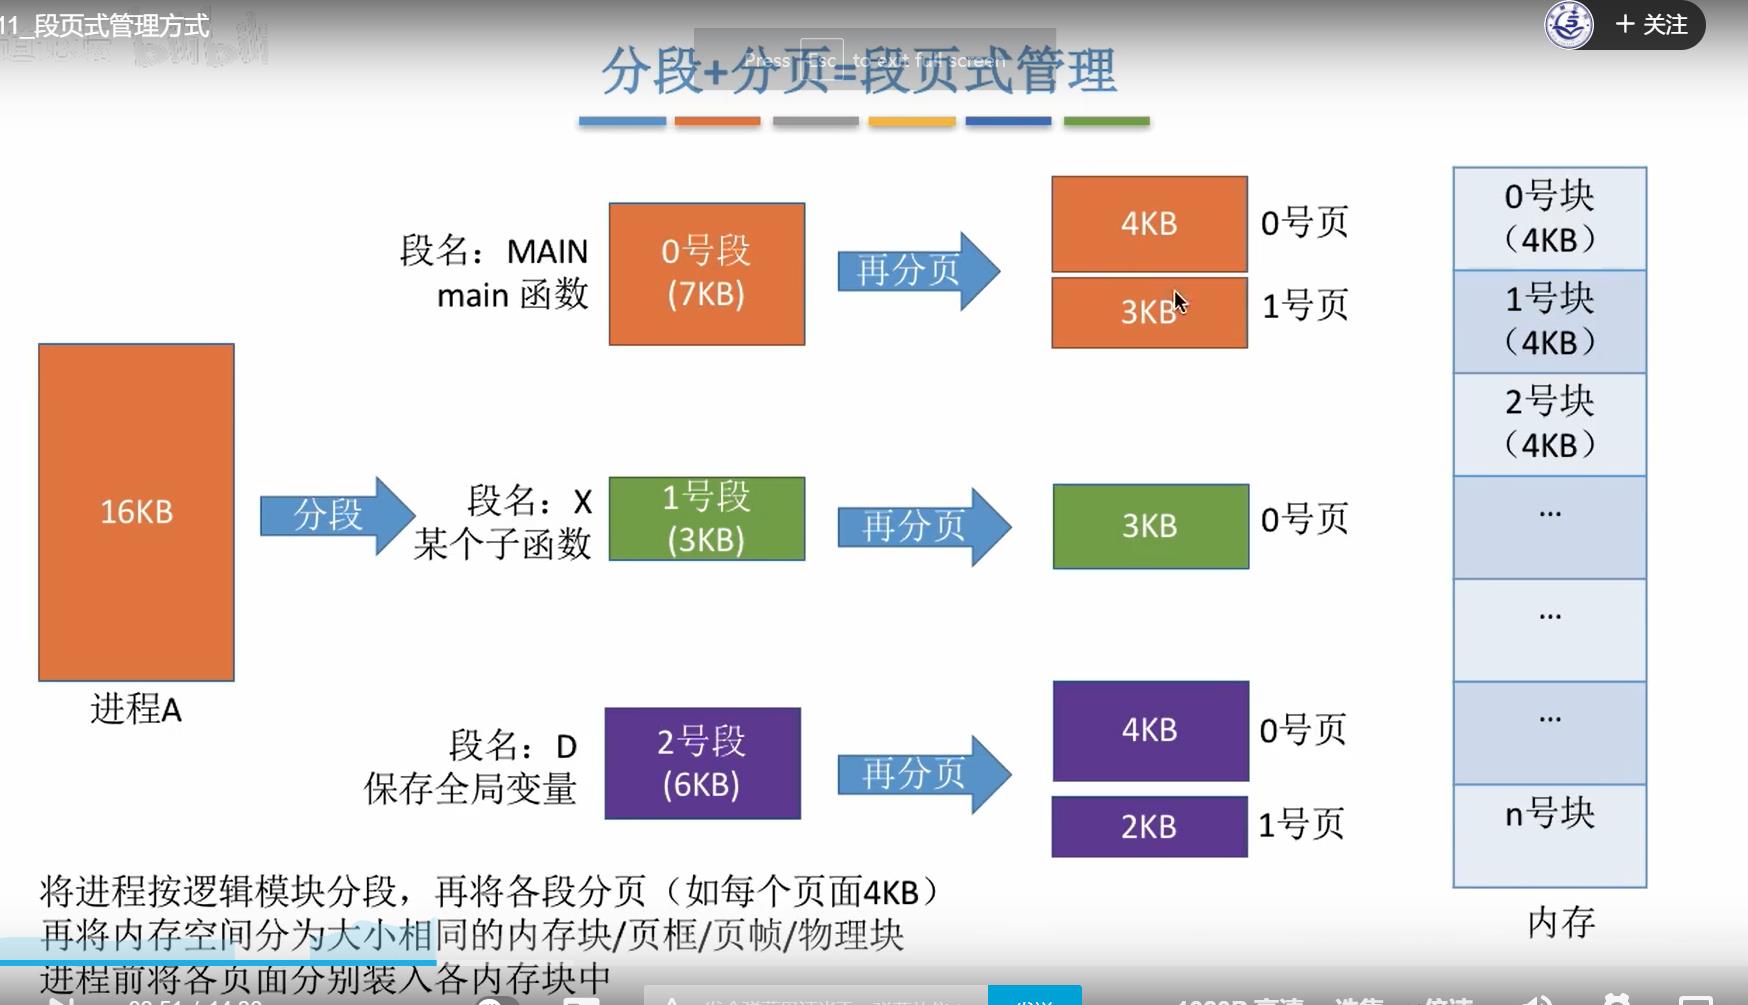 11_段页式管理方式
+ 关注
Press Esc to exit full screen
分段+分页=段页式管理
段名：MAIN
main 函数
0号段
(7KB)
再分页
4KB
0号页
3KB
1号页
16KB
进程A
分段
段名：X
某个子函数
1号段
(3KB)
再分页
3KB
0号页
段名：D
保存全局变量
2号段
(6KB)
再分页
4KB
0号页
2KB
1号页
0号块
（4KB）
1号块
（4KB）
2号块
（4KB）
...
...
...
n号块
内存
将进程按逻辑模块分段，再将各段分页（如每个页面4KB）
再将内存空间分为大小相同的内存块/页框/页帧/物理块
进程前将各页面分别装入各内存块中